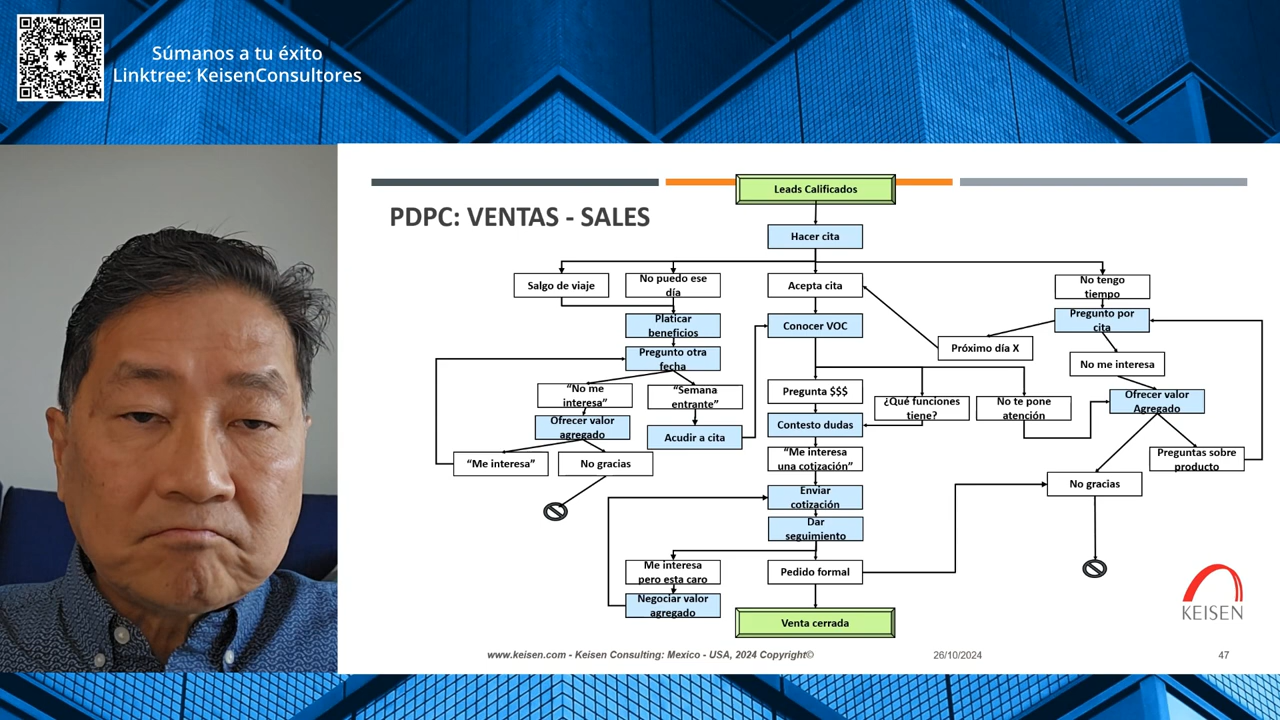 Súmanos a tu éxito
Linktree: KeisenConsultores
Leads Calificados
PDPC: VENTAS - SALES
Hacer cita
Salgo de viaje
No puedo ese
día
Acepta cita
No tengo
tiempo
Platicar
beneficios
Conocer VOC
Pregunto por
cita
Pregunto otra
fecha
Próximo día X
No me interesa
"No me
interesa"
"Semana
entrante"
Pregunta $$$
¿Qué funciones
tiene?
No te pone
atención
Ofrecer valor
Agregado
Ofrecer valor
agregado
Acudir a cita
Contesto dudas
"Me interesa"
No gracias
"Me interesa
una cotización"
Preguntas sobre
producto
No gracias
Enviar
cotización
Dar
seguimiento
Me interesa
pero esta caro
Pedido formal
Negociar valor
agregado
Venta cerrada
KEISEN
www.keisen.com - Keisen Consulting: Mexico - USA, 2024 Copyright©
26/10/2024
47